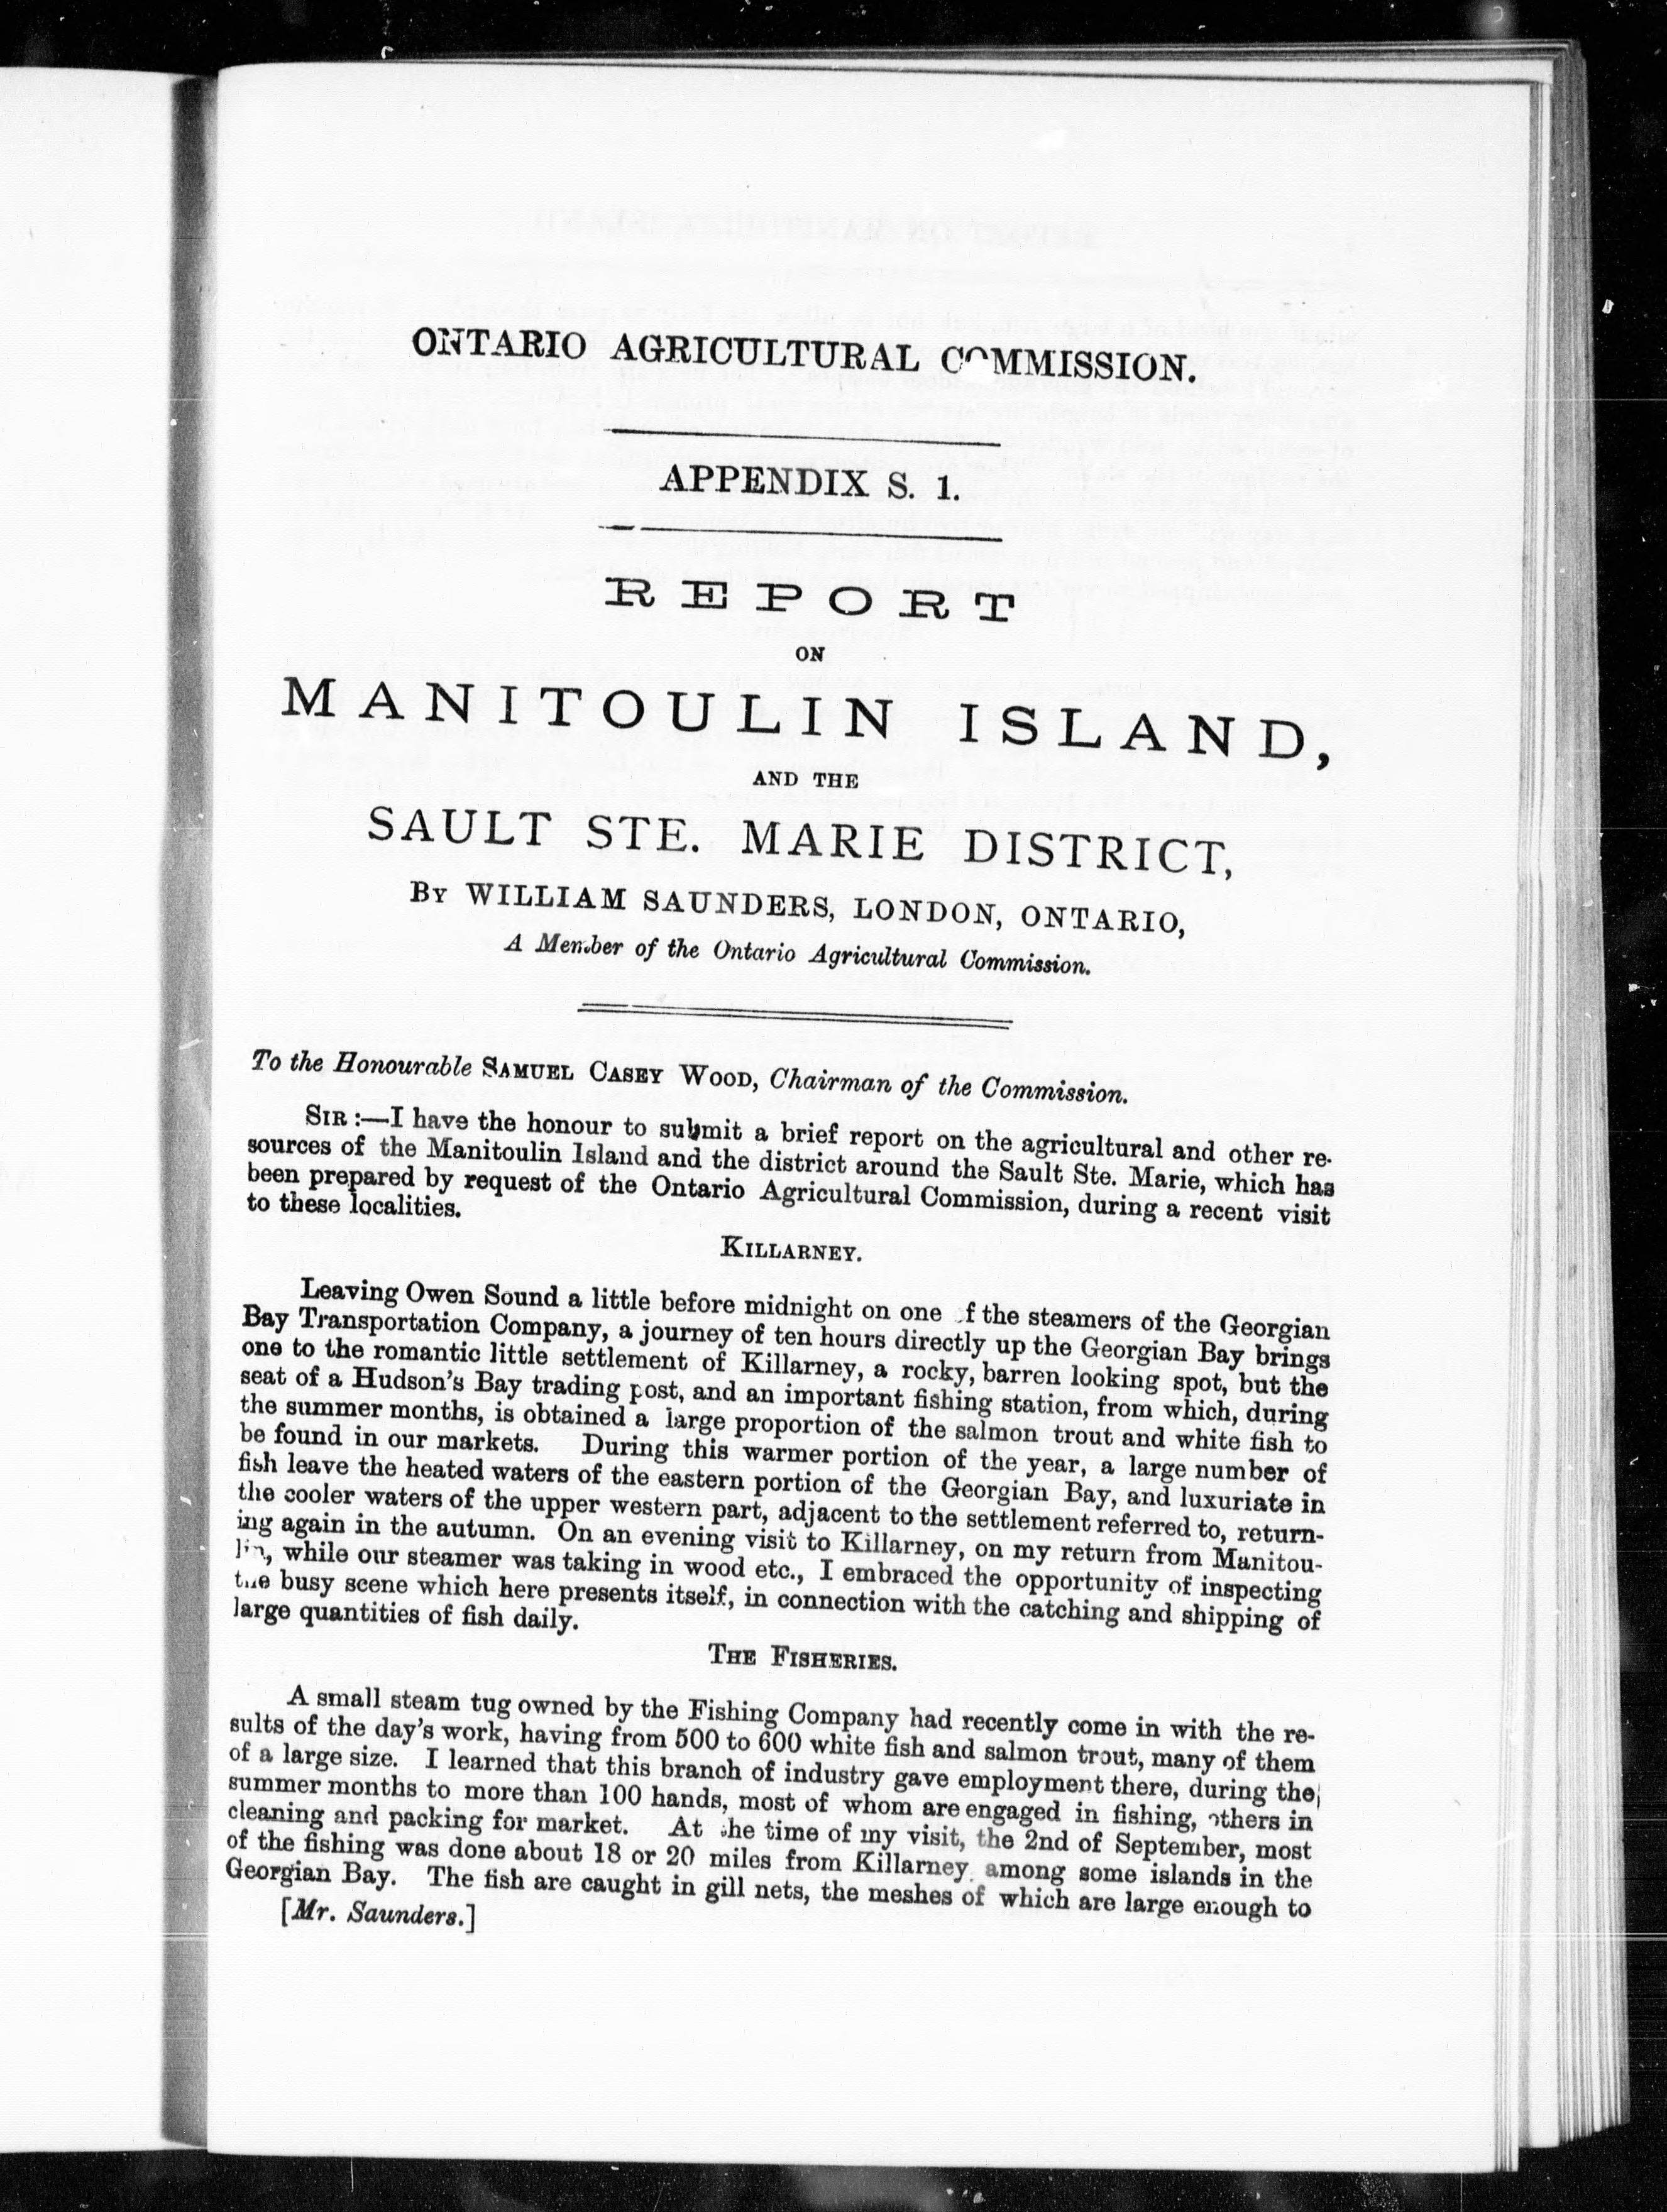 ONTARIO AGRICULTURAL COMMISSION.
APPENDIX S. 1.
REPORT
ON
MANITOULIN ISLAND,
AND THE
SAULT STE. MARIE DISTRICT,
BY WILLIAM SAUNDERS, LONDON, ONTARIO,
A Member of the Ontario Agricultural Commission.
To the Honourable SAMUEL CASEY WOOD, Chairman of the Commission.
SIR:—I have the honour to submit a brief report on the agricultural and other re-
sources of the Manitoulin Island and the district around the Sault Ste. Marie, which has
been prepared by request of the Ontario Agricultural Commission, during a recent visit
to these localities.
KILLARNEY.
Leaving Owen Sound a little before midnight on one of the steamers of the Georgian
Bay Transportation Company, a journey of ten hours directly up the Georgian Bay brings
one to the romantic little settlement of Killarney, a rocky, barren looking spot, but the
seat of a Hudson's Bay trading post, and an important fishing station, from which, during
the summer months, is obtained a large proportion of the salmon trout and white fish to
be found in our markets. During this warmer portion of the year, a large number of
fish leave the heated waters of the eastern portion of the Georgian Bay, and luxuriate in
the cooler waters of the upper western part, adjacent to the settlement referred to, return-
ing again in the autumn. On an evening visit to Killarney, on my return from Manitou-
lin, while our steamer was taking in wood etc., I embraced the opportunity of inspecting
the busy scene which here presents itself, in connection with the catching and shipping of
large quantities of fish daily.
THE FISHERIES.
A small steam tug owned by the Fishing Company had recently come in with the re-
sults of the day's work, having from 500 to 600 white fish and salmon trout, many of them
of a large size. I learned that this branch of industry gave employment there, during the
summer months to more than 100 hands, most of whom are engaged in fishing, others in
cleaning and packing for market. At the time of my visit, the 2nd of September, most
of the fishing was done about 18 or 20 miles from Killarney, among some islands in the
Georgian Bay. The fish are caught in gill nets, the meshes of which are large enough to
[Mr. Saunders.]